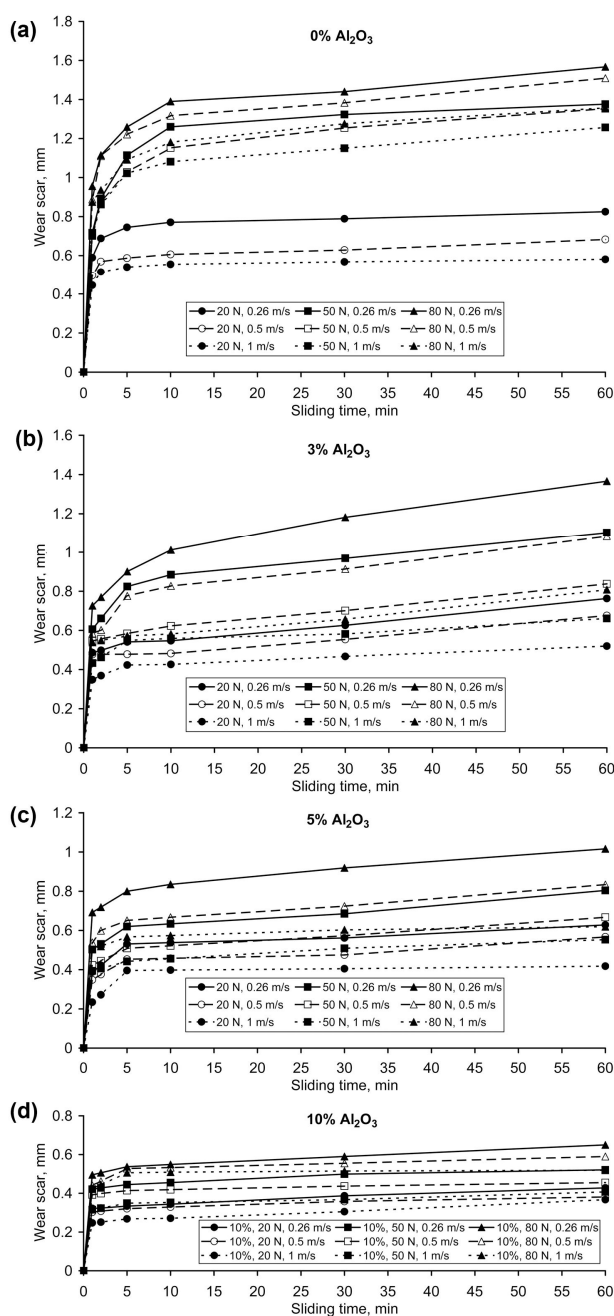 (a)
0% Al₂O₃
1.8
1.6
1.4
1.2
1
0.8
0.6
0.4
0.2
0
Wear scar, mm
20 N, 0.26 m/s 50 N, 0.26 m/s 80 N, 0.26 m/s
20 N, 0.5 m/s 50 N, 0.5 m/s 80 N, 0.5 m/s
20 N, 1 m/s 50 N, 1 m/s 80 N, 1 m/s
0 5 10 15 20 25 30 35 40 45 50 55 60
Sliding time, min
(b)
3% Al₂O₃
1.6
1.4
1.2
1
0.8
0.6
0.4
0.2
0
Wear scar, mm
20 N, 0.26 m/s 50 N, 0.26 m/s 80 N, 0.26 m/s
20 N, 0.5 m/s 50 N, 0.5 m/s 80 N, 0.5 m/s
20 N, 1 m/s 50 N, 1 m/s 80 N, 1 m/s
0 5 10 15 20 25 30 35 40 45 50 55 60
Sliding time, min
(c)
5% Al₂O₃
1.2
1
0.8
0.6
0.4
0.2
0
Wear scar, mm
20 N, 0.26 m/s 50 N, 0.26 m/s 80 N, 0.26 m/s
20 N, 0.5 m/s 50 N, 0.5 m/s 80 N, 0.5 m/s
20 N, 1 m/s 50 N, 1 m/s 80 N, 1 m/s
0 5 10 15 20 25 30 35 40 45 50 55 60
Sliding time, min
(d)
10% Al₂O₃
0.8
0.6
0.4
0.2
0
Wear scar, mm
10%, 20 N, 0.26 m/s 10%, 50 N, 0.26 m/s 10%, 80 N, 0.26 m/s
10%, 20 N, 0.5 m/s 10%, 50 N, 0.5 m/s 10%, 80 N, 0.5 m/s
10%, 20 N, 1 m/s 10%, 50 N, 1 m/s 10%, 80 N, 1 m/s
0 5 10 15 20 25 30 35 40 45 50 55 60
Sliding time, min